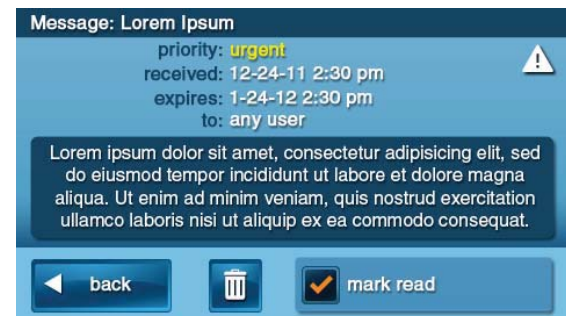 Message: Lorem Ipsum
priority: urgent
received: 12-24-11 2:30 pm
expires: 1-24-12 2:30 pm
to: any user
Lorem ipsum dolor sit amet, consectetur adipisicing elit, sed
do eiusmod tempor incididunt ut labore et dolore magna
aliqua. Ut enim ad minim veniam, quis nostrud exercitation
ullamco laboris nisi ut aliquip ex ea commodo consequat.
back
mark read